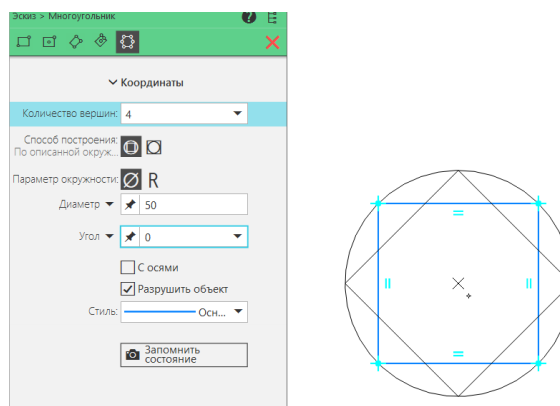 Эскиз > Многоугольник
Координаты
Количество вершин: 4
Способ построения:
По описанной окруж...
Параметр окружности: R
Диаметр 50
Угол 0
С осями
Разрушить объект
Стиль: Осн...
Запомнить
состояние